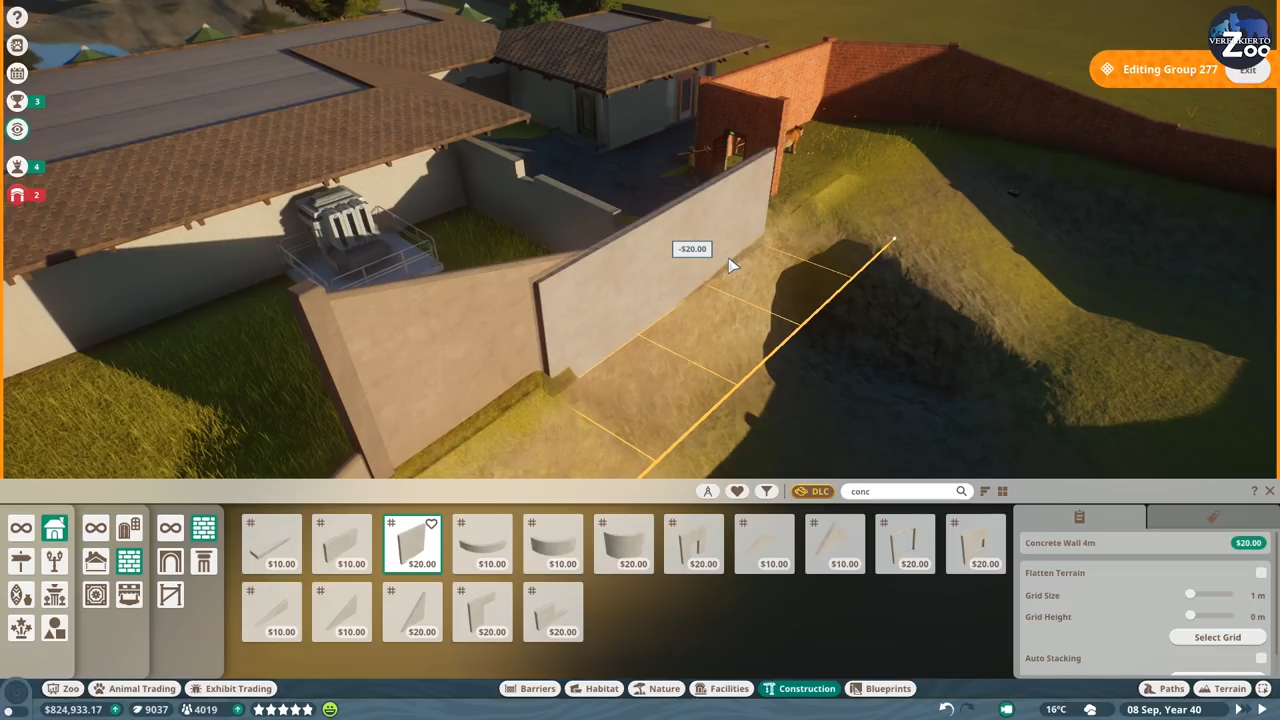 VEREKKIERTO
Zoo
Editing Group 277
Exit
3
4
2
-$20.00
DLC
conc
$10.00
$10.00
$20.00
$10.00
$10.00
$20.00
$20.00
$10.00
$10.00
$20.00
$20.00
$10.00
$10.00
$20.00
$20.00
$20.00
Concrete Wall 4m
$20.00
Flatten Terrain
Grid Size
1 m
Grid Height
0 m
Select Grid
Auto Stacking
Zoo
Animal Trading
Exhibit Trading
Barriers
Habitat
Nature
Facilities
Construction
Blueprints
Paths
Terrain
$824,933.17
9037
4019
16°C
08 Sep, Year 40